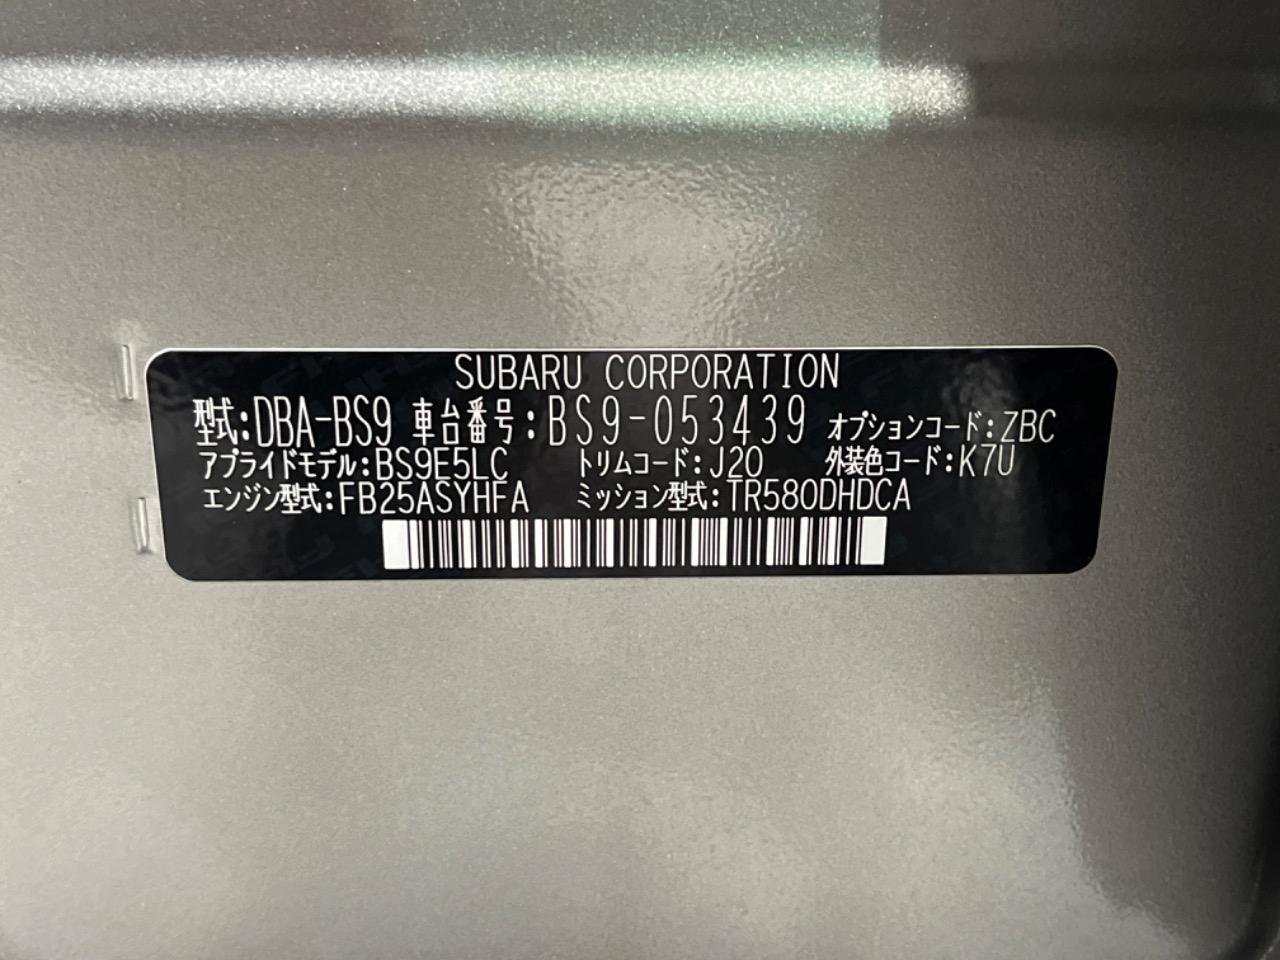 SUBARU CORPORATION
型式:DBA-BS9 車台番号:BS9-053439 オプションコード:ZBC
アプライドモデル:BS9E5LC トリムコード:J20 外装色コード:K7U
エンジン型式:FB25ASYHFA ミッション型式:TR580DHDCA